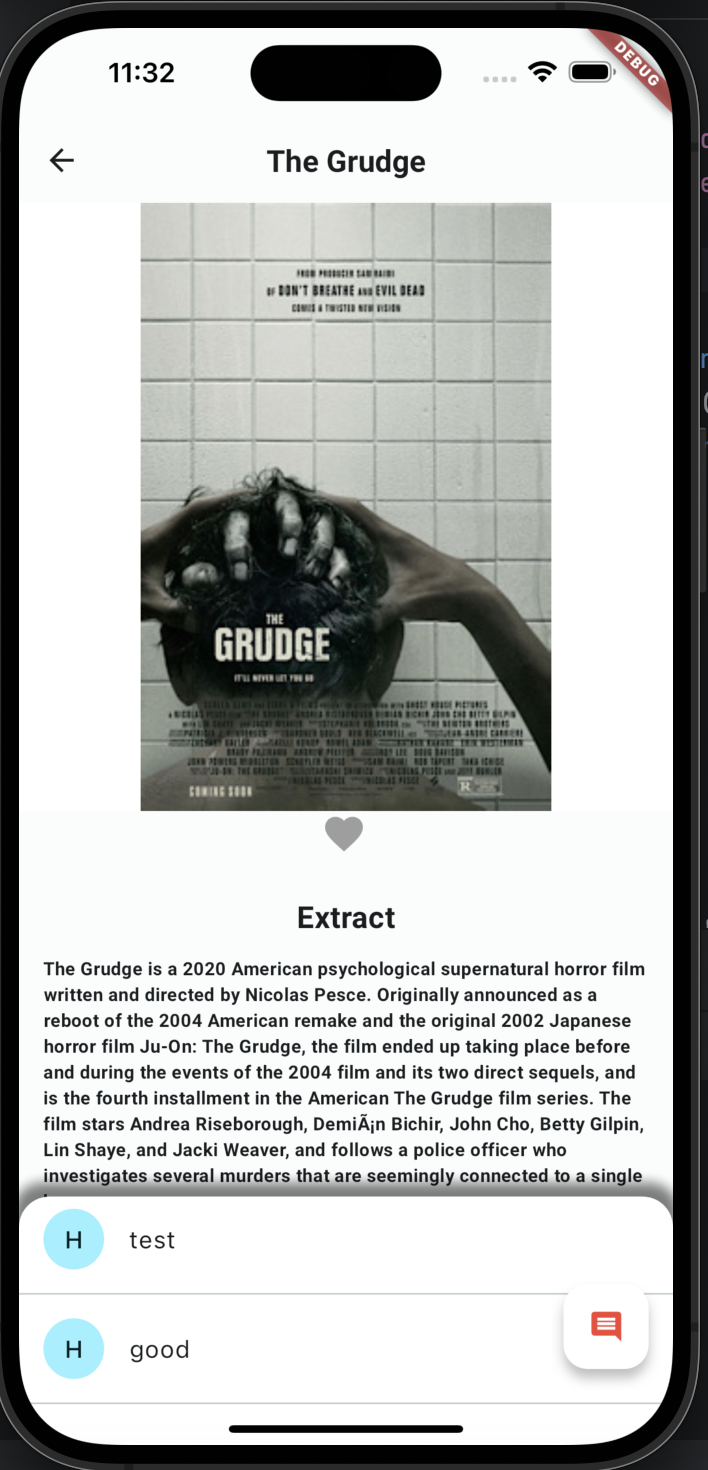 11:32
DEBUG
The Grudge
FROM PRODUCER SAM RAIMI
OF DON'T BREATHE AND EVIL DEAD
COMES A TWISTED NEW VISION
THE
GRUDGE
IT'LL NEVER LET YOU GO
COMING SOON
R
Extract
The Grudge is a 2020 American psychological supernatural horror film
written and directed by Nicolas Pesce. Originally announced as a
reboot of the 2004 American remake and the original 2002 Japanese
horror film Ju-On: The Grudge, the film ended up taking place before
and during the events of the 2004 film and its two direct sequels, and
is the fourth installment in the American The Grudge film series. The
film stars Andrea Riseborough, DemiÃ¡n Bichir, John Cho, Betty Gilpin,
Lin Shaye, and Jacki Weaver, and follows a police officer who
investigates several murders that are seemingly connected to a single
H test
H good